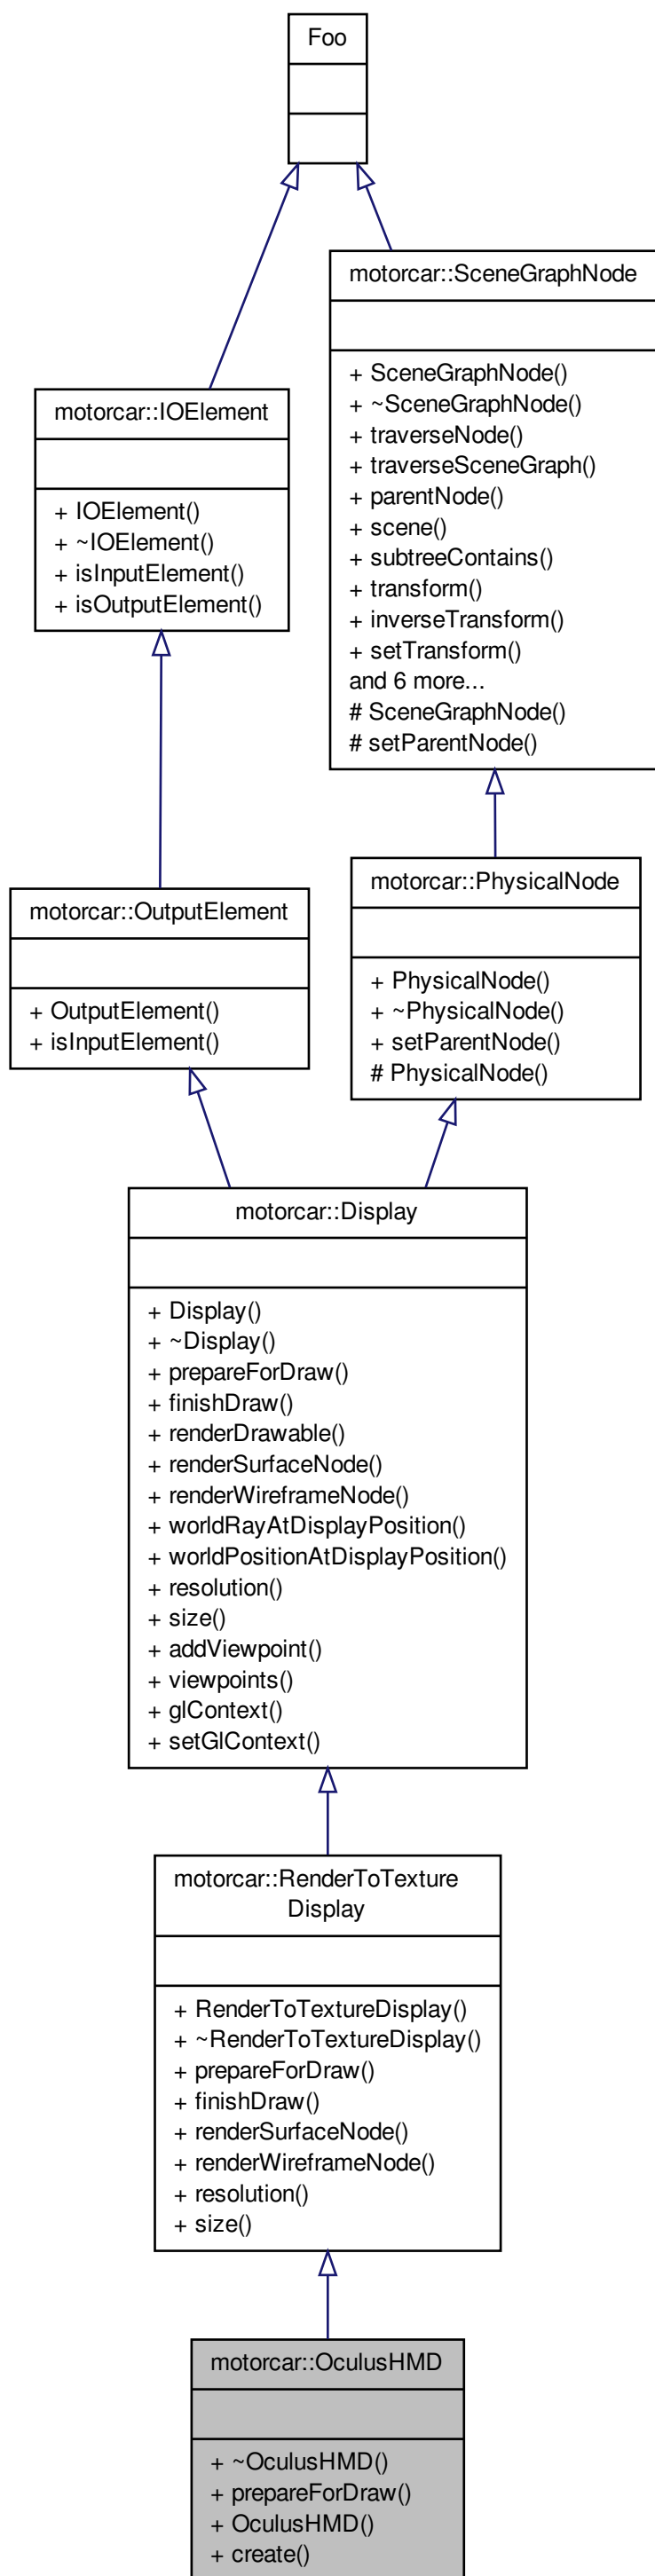 Foo
motorcar::SceneGraphNode
+ SceneGraphNode()
+ ~SceneGraphNode()
+ traverseNode()
+ traverseSceneGraph()
+ parentNode()
+ scene()
+ subtreeContains()
+ transform()
+ inverseTransform()
+ setTransform()
and 6 more...
# SceneGraphNode()
# setParentNode()
motorcar::IOElement
+ IOElement()
+ ~IOElement()
+ isInputElement()
+ isOutputElement()
motorcar::PhysicalNode
+ PhysicalNode()
+ ~PhysicalNode()
+ setParentNode()
# PhysicalNode()
motorcar::OutputElement
+ OutputElement()
+ isInputElement()
motorcar::Display
+ Display()
+ ~Display()
+ prepareForDraw()
+ finishDraw()
+ renderDrawable()
+ renderSurfaceNode()
+ renderWireframeNode()
+ worldRayAtDisplayPosition()
+ worldPositionAtDisplayPosition()
+ resolution()
+ size()
+ addViewpoint()
+ viewpoints()
+ glContext()
+ setGlContext()
motorcar::RenderToTexture
Display
+ RenderToTextureDisplay()
+ ~RenderToTextureDisplay()
+ prepareForDraw()
+ finishDraw()
+ renderSurfaceNode()
+ renderWireframeNode()
+ resolution()
+ size()
motorcar::OculusHMD
+ ~OculusHMD()
+ prepareForDraw()
+ OculusHMD()
+ create()